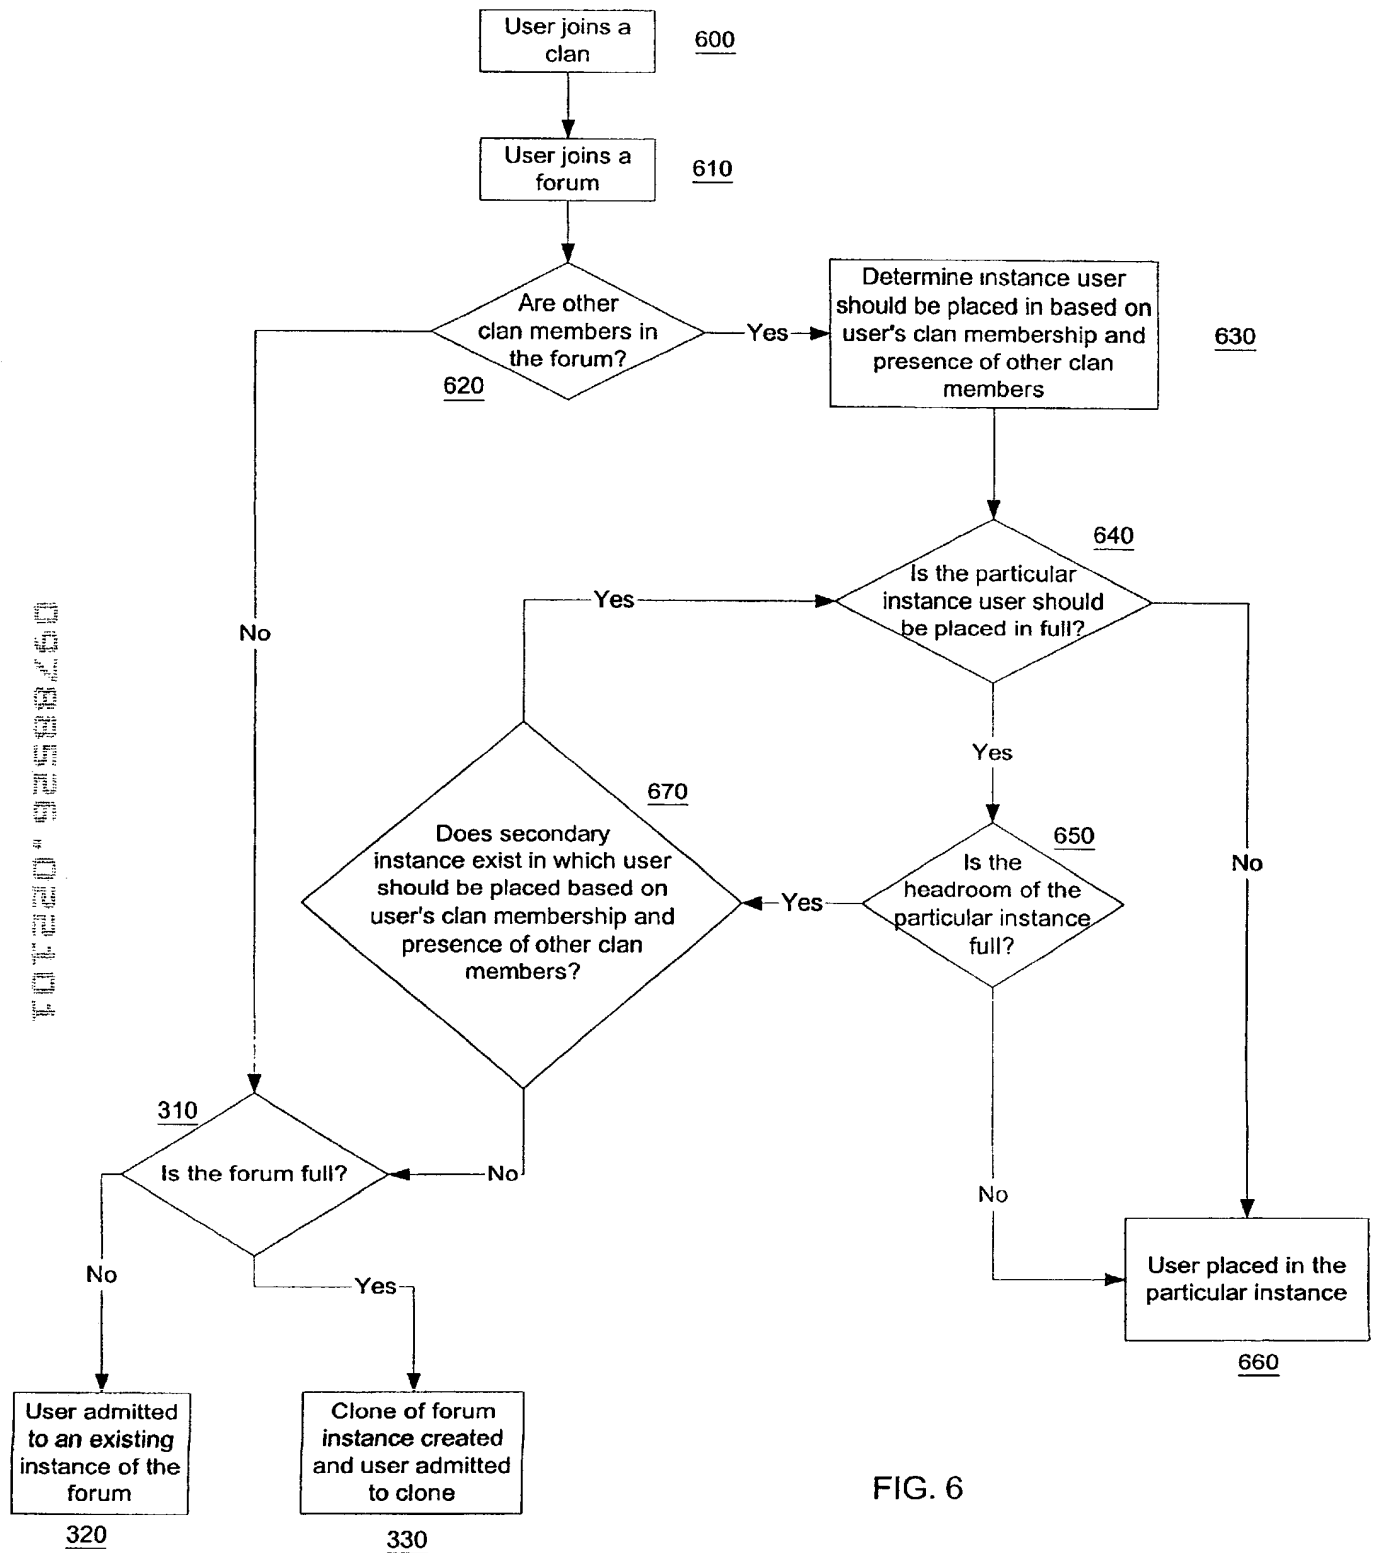 User joins a
clan
600
User joins a
forum
610
Are other
clan members in
the forum?
620
Yes
Determine instance user
should be placed in based on
user's clan membership and
presence of other clan
members
630
640
Is the particular
instance user should
be placed in full?
Yes
No
Yes
No
650
Is the
headroom of the
particular instance
full?
Yes
670
Does secondary
instance exist in which user
should be placed based on
user's clan membership and
presence of other clan
members?
310
Is the forum full?
No
No
No
Yes
User placed in the
particular instance
660
User admitted
to an existing
instance of the
forum
320
Clone of forum
instance created
and user admitted
to clone
330
FIG. 6
09788526.022101